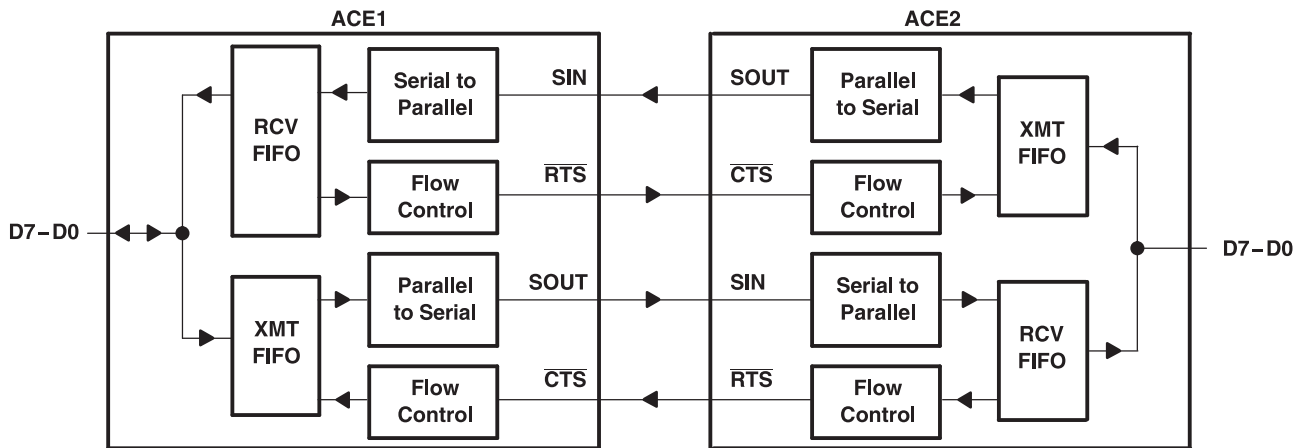 ACE1
ACE2
RCV
FIFO
Serial to
Parallel
SIN
SOUT
Parallel
to Serial
XMT
FIFO
Flow
Control
RTS
CTS
Flow
Control
D7–D0
D7–D0
XMT
FIFO
Parallel
to Serial
SOUT
SIN
Serial to
Parallel
RCV
FIFO
Flow
Control
CTS
RTS
Flow
Control